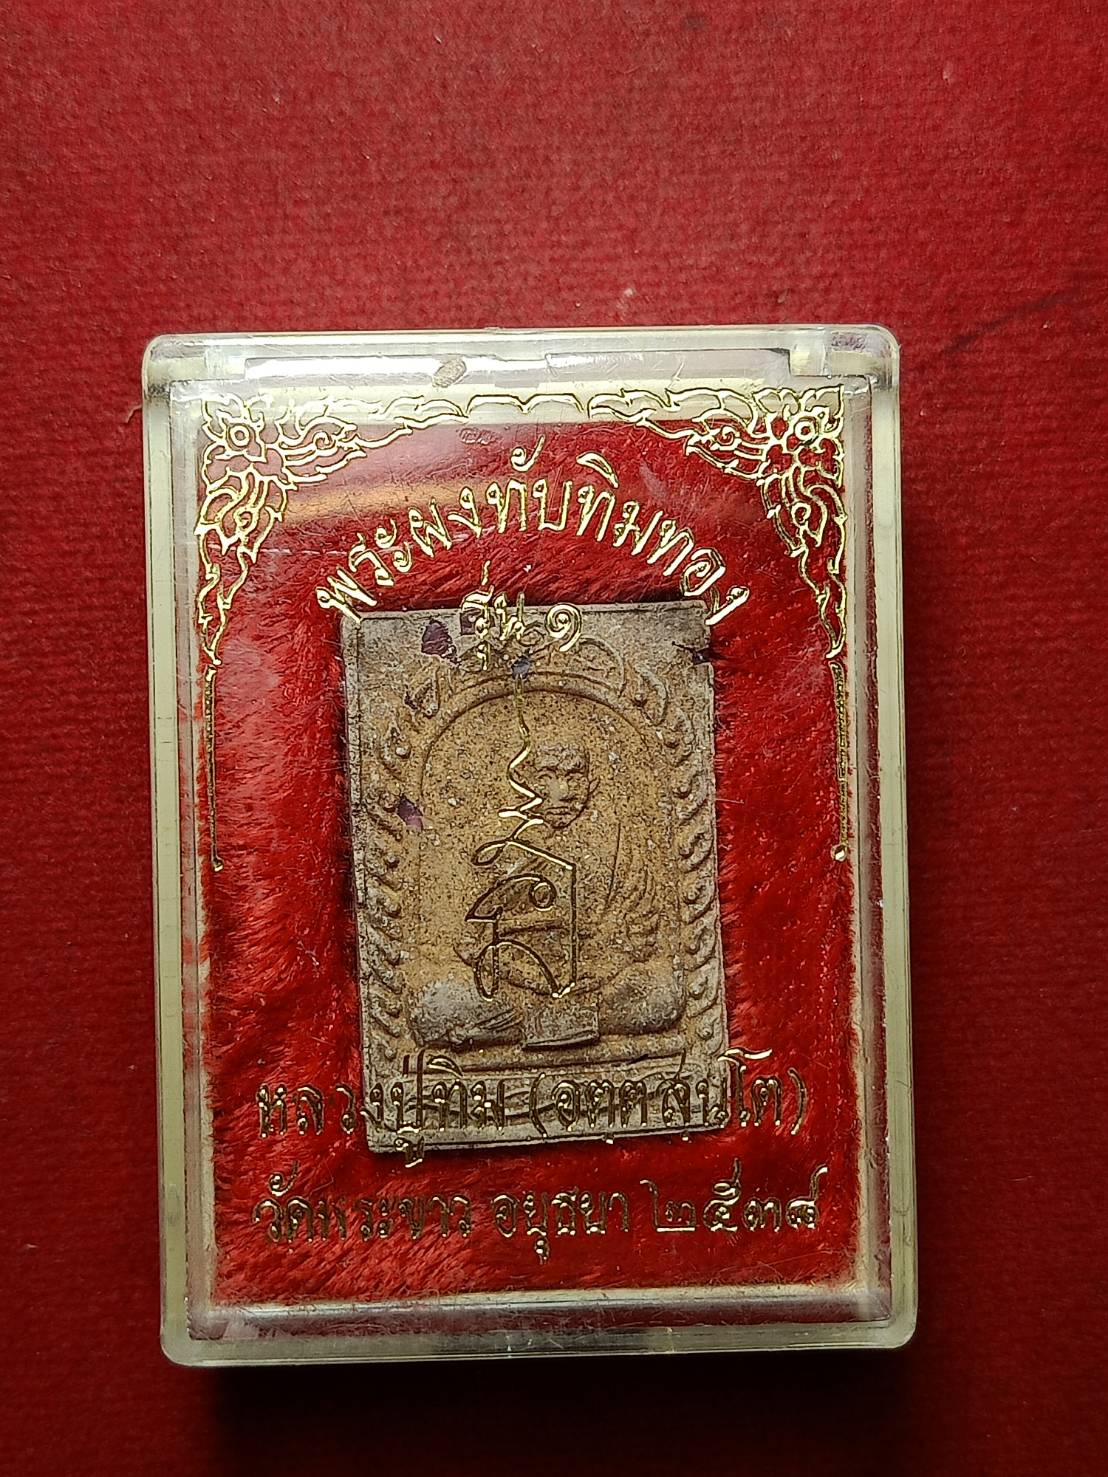 พระผงทับทิมทอง
รุ่น ๑
หลวงปู่ทิม (อตฺตสนฺโต)
วัดพระขาว อยุธยา ๒๕๓๘